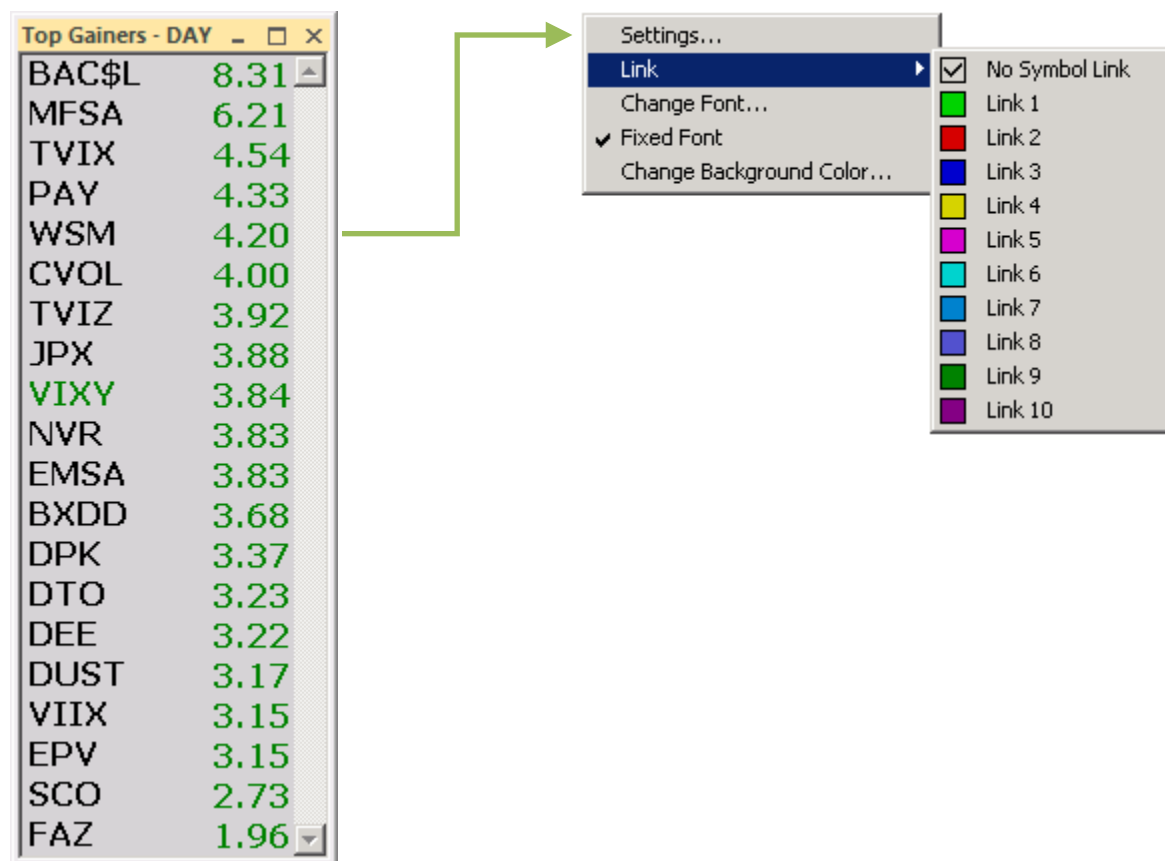 Top Gainers - DAY
BAC$L 8.31
MFSA 6.21
TVIX 4.54
PAY 4.33
WSM 4.20
CVOL 4.00
TVIZ 3.92
JPX 3.88
VIXY 3.84
NVR 3.83
EMSA 3.83
BXDD 3.68
DPK 3.37
DTO 3.23
DEE 3.22
DUST 3.17
VIIX 3.15
EPV 3.15
SCO 2.73
FAZ 1.96
Settings...
Link
Change Font...
Fixed Font
Change Background Color...
No Symbol Link
Link 1
Link 2
Link 3
Link 4
Link 5
Link 6
Link 7
Link 8
Link 9
Link 10